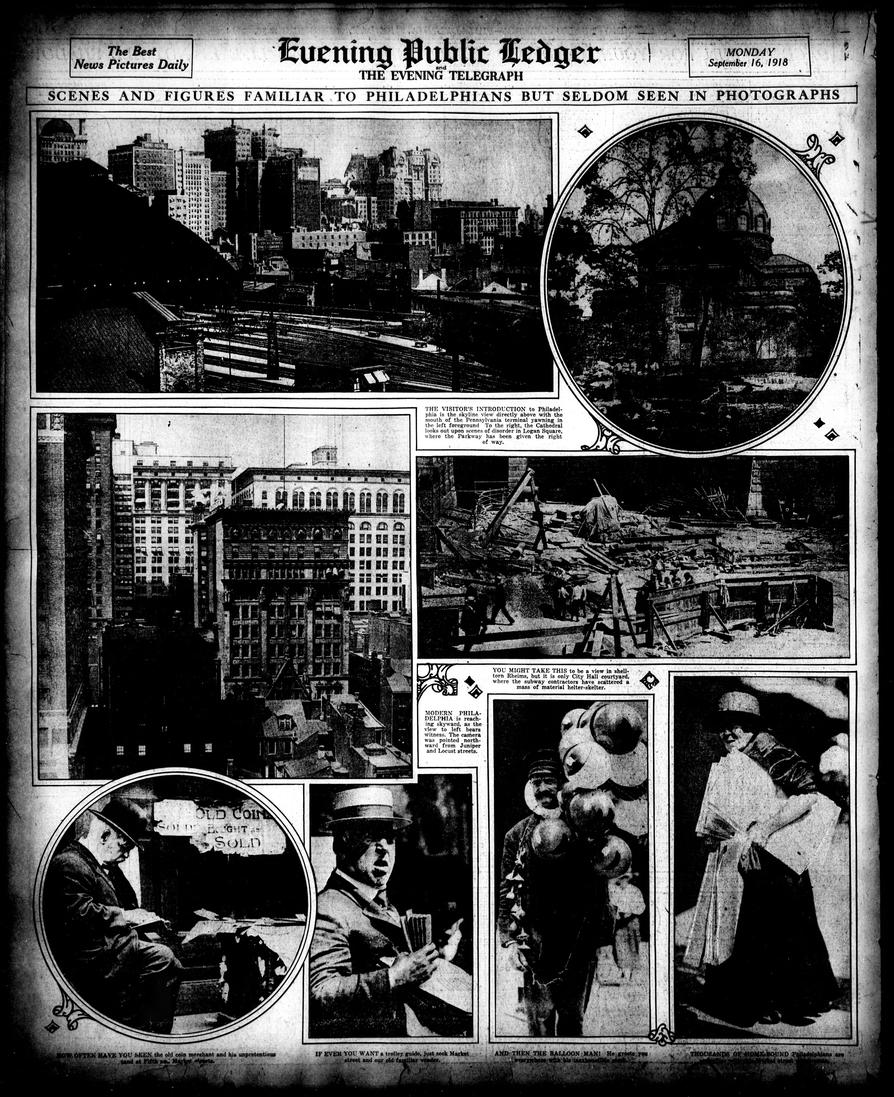 The Best
News Pictures Daily
Evening Public Ledger
and
THE EVENING TELEGRAPH
MONDAY
September 16, 1918
SCENES AND FIGURES FAMILIAR TO PHILADELPHIANS BUT SELDOM SEEN IN PHOTOGRAPHS
THE VISITOR'S INTRODUCTION to Philadel-
phia is the skyline view directly above with the
mouth of the Pennsylvania terminal yawning in
the left foreground To the right, the Cathedral
looks out upon scenes of disorder in Logan Square,
where the Parkway has been given the right
of way.
YOU MIGHT TAKE THIS to be a view in shell-
torn Rheims, but it is only City Hall courtyard,
where the subway contractors have scattered a
mass of material helter-skelter.
MODERN PHILA-
DELPHIA is reach-
ing skyward, as the
view to left bears
witness. The camera
was pointed north-
ward from Juniper
and Locust streets.
OLD COIN
BOUGHT
SOLD
HOW OFTEN HAVE YOU SEEN the old coin merchant and his unpretentious
stand at Fifth and Market streets.
IF EVER YOU WANT a trolley guide, just seek Market
street and our old familiar vender.
AND THEN THE BALLOON MAN! He greets you
everywhere with his
THOUSANDS OF HOME-BOUND Philadelphians are